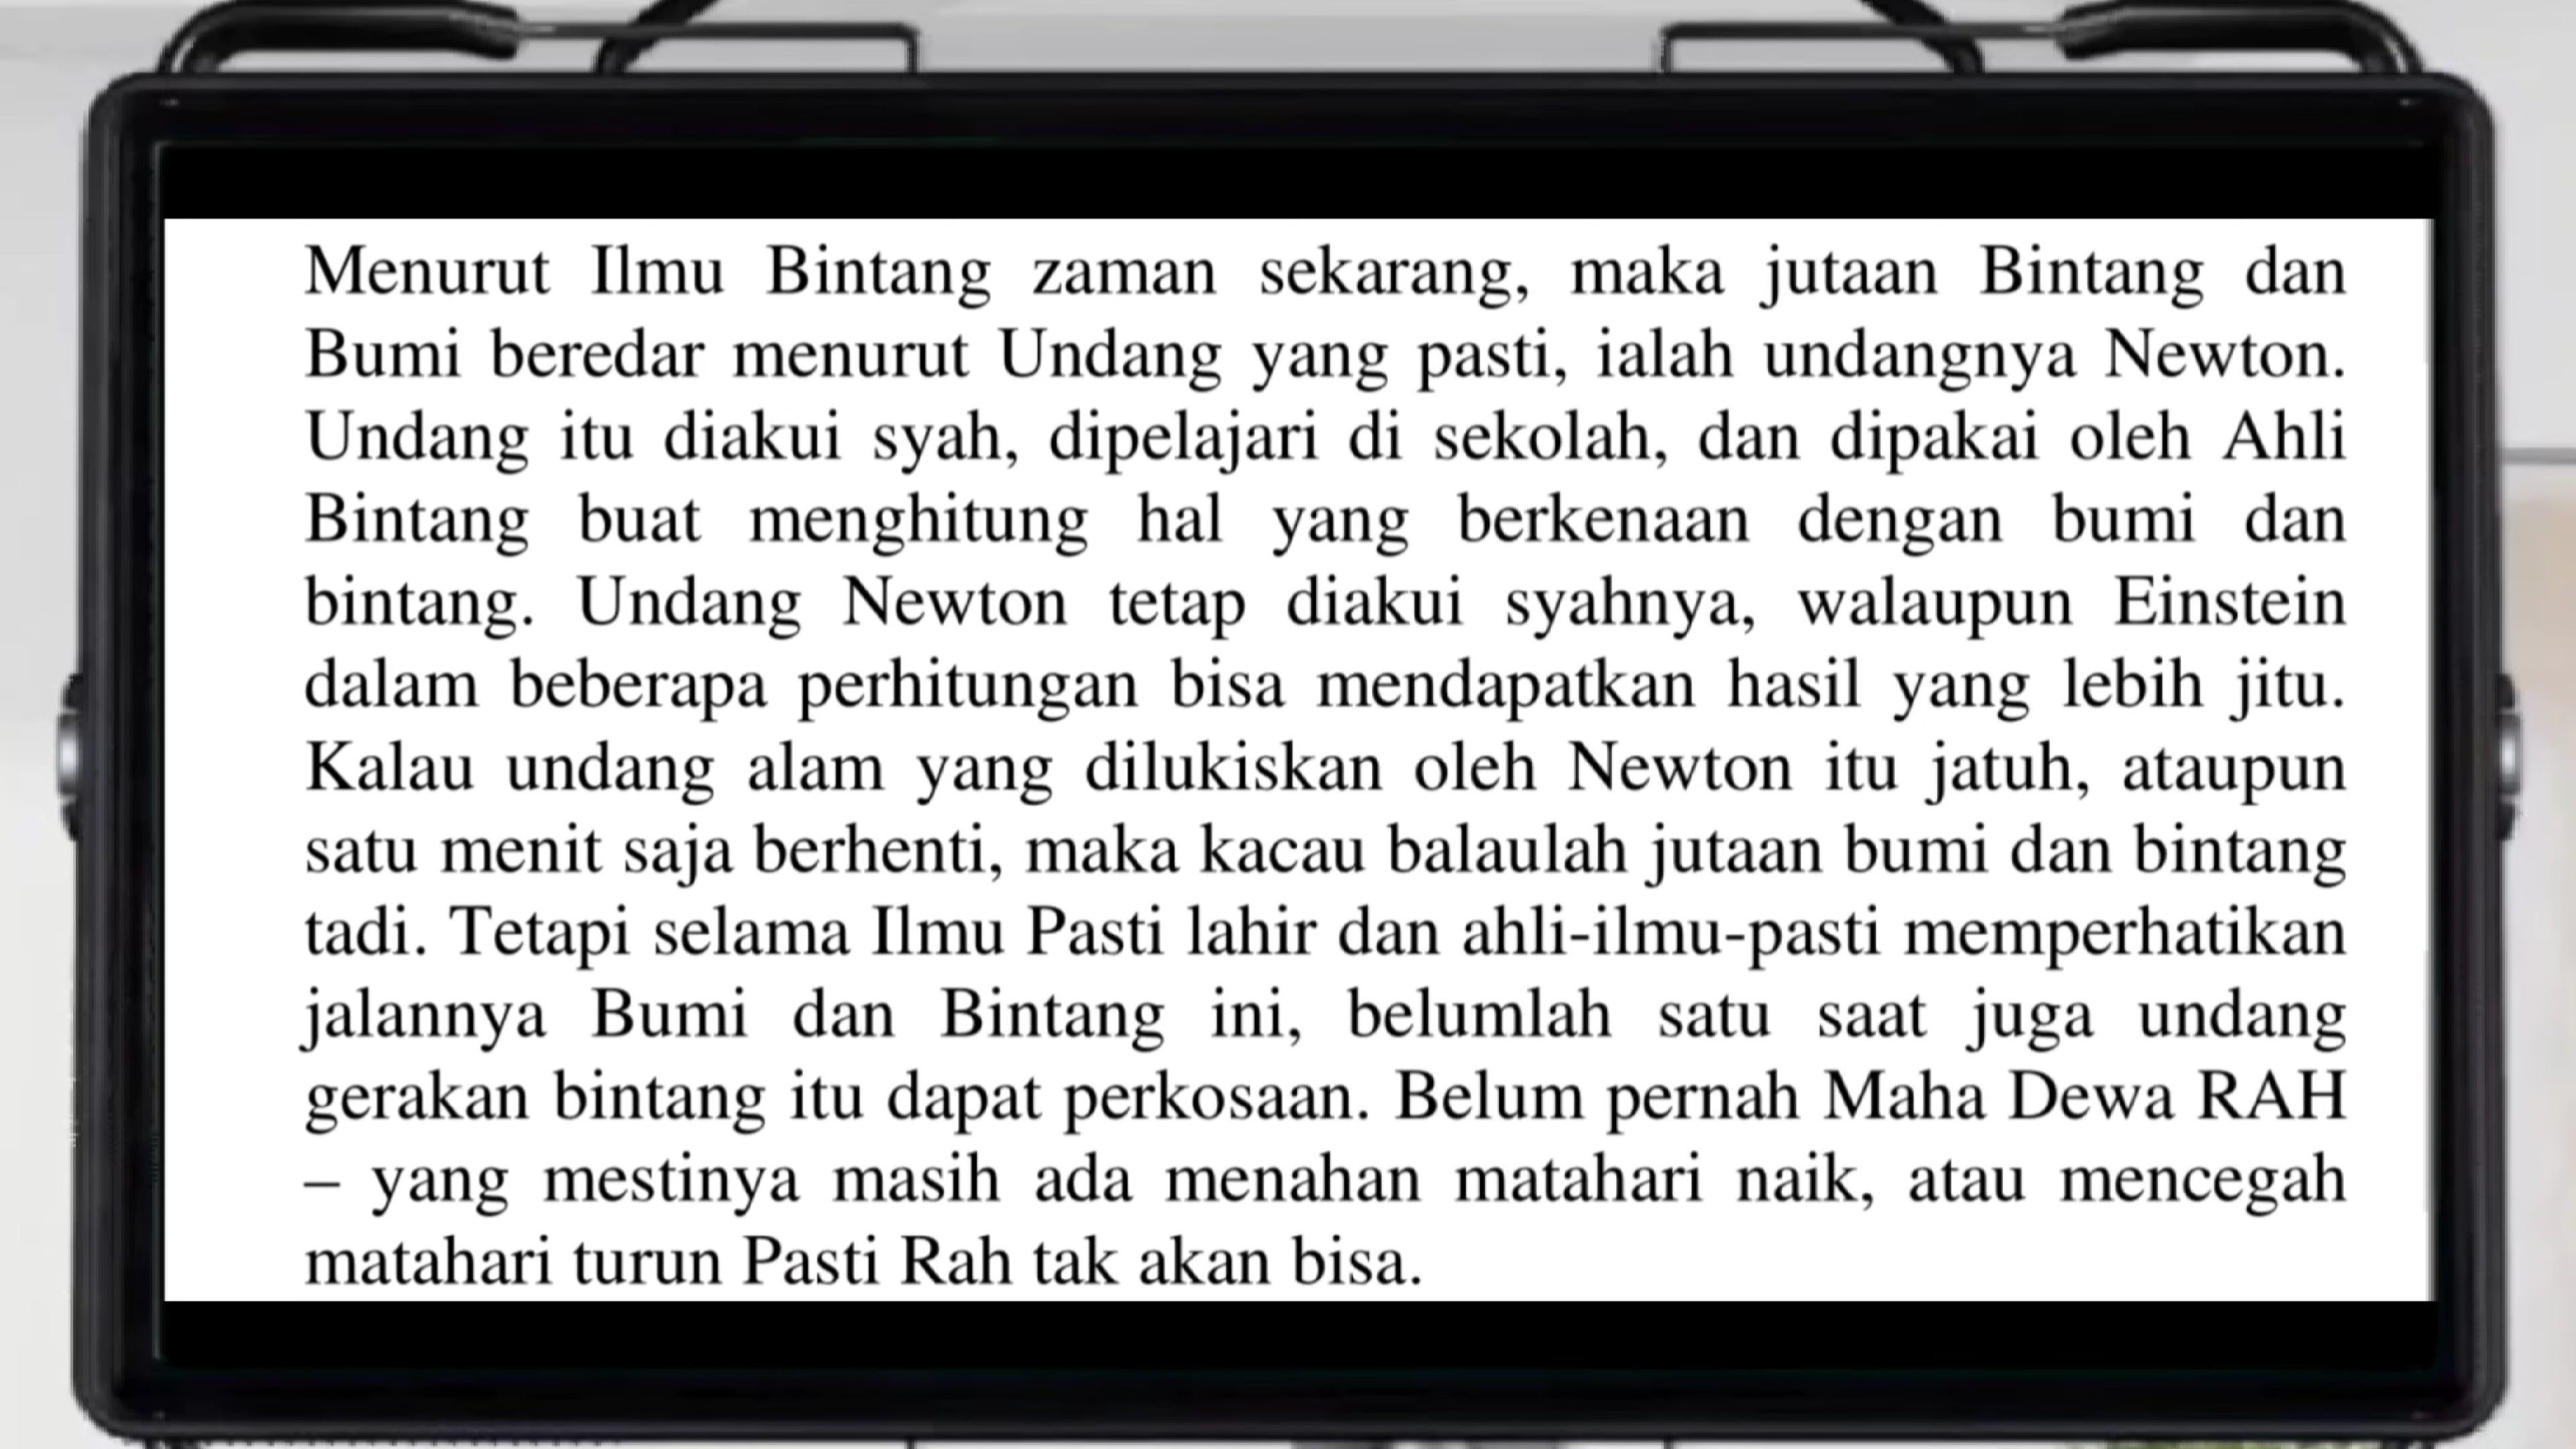 Menurut Ilmu Bintang zaman sekarang, maka jutaan Bintang dan
Bumi beredar menurut Undang yang pasti, ialah undangnya Newton.
Undang itu diakui syah, dipelajari di sekolah, dan dipakai oleh Ahli
Bintang buat menghitung hal yang berkenaan dengan bumi dan
bintang. Undang Newton tetap diakui syahnya, walaupun Einstein
dalam beberapa perhitungan bisa mendapatkan hasil yang lebih jitu.
Kalau undang alam yang dilukiskan oleh Newton itu jatuh, ataupun
satu menit saja berhenti, maka kacau balaulah jutaan bumi dan bintang
tadi. Tetapi selama Ilmu Pasti lahir dan ahli-ilmu-pasti memperhatikan
jalannya Bumi dan Bintang ini, belumlah satu saat juga undang
gerakan bintang itu dapat perkosaan. Belum pernah Maha Dewa RAH
– yang mestinya masih ada menahan matahari naik, atau mencegah
matahari turun Pasti Rah tak akan bisa.